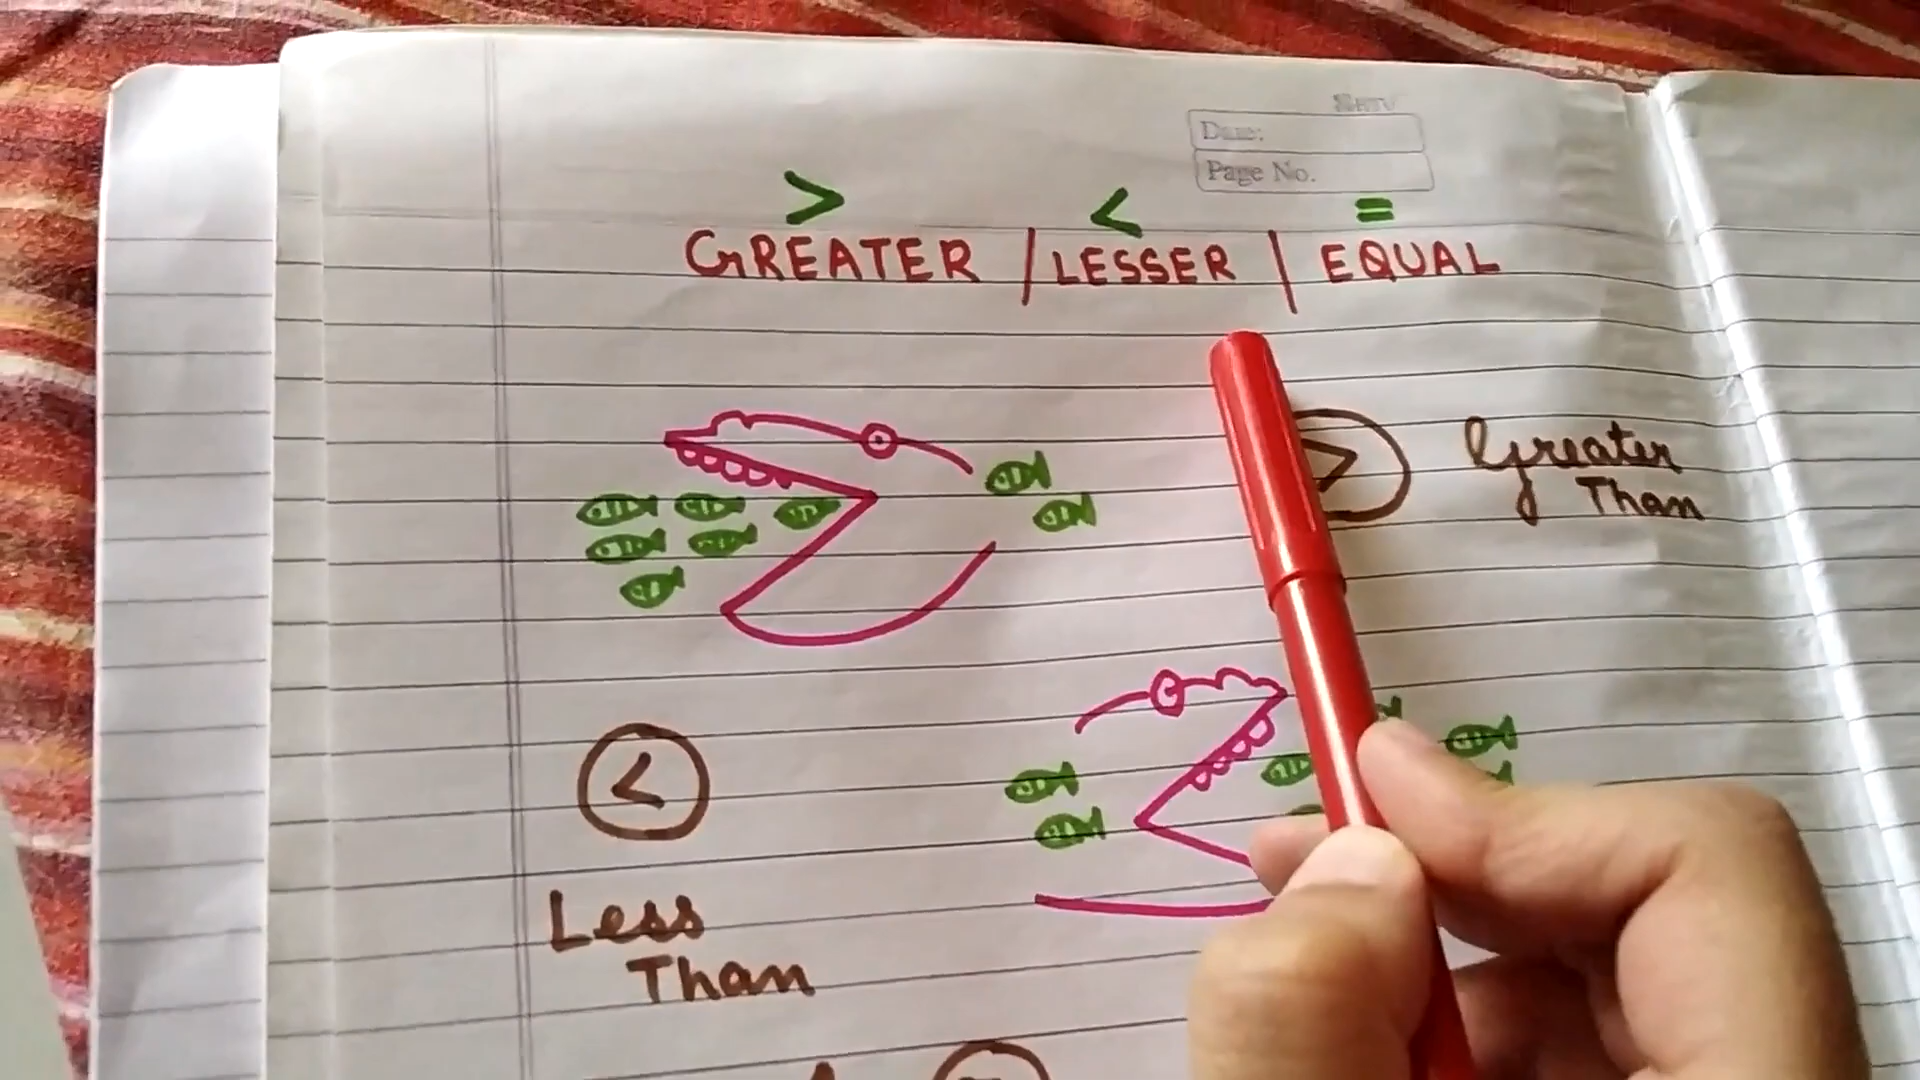 Date:
Page No.
> < =
GREATER / LESSER | EQUAL
> Greater
Than
<
Less
Than